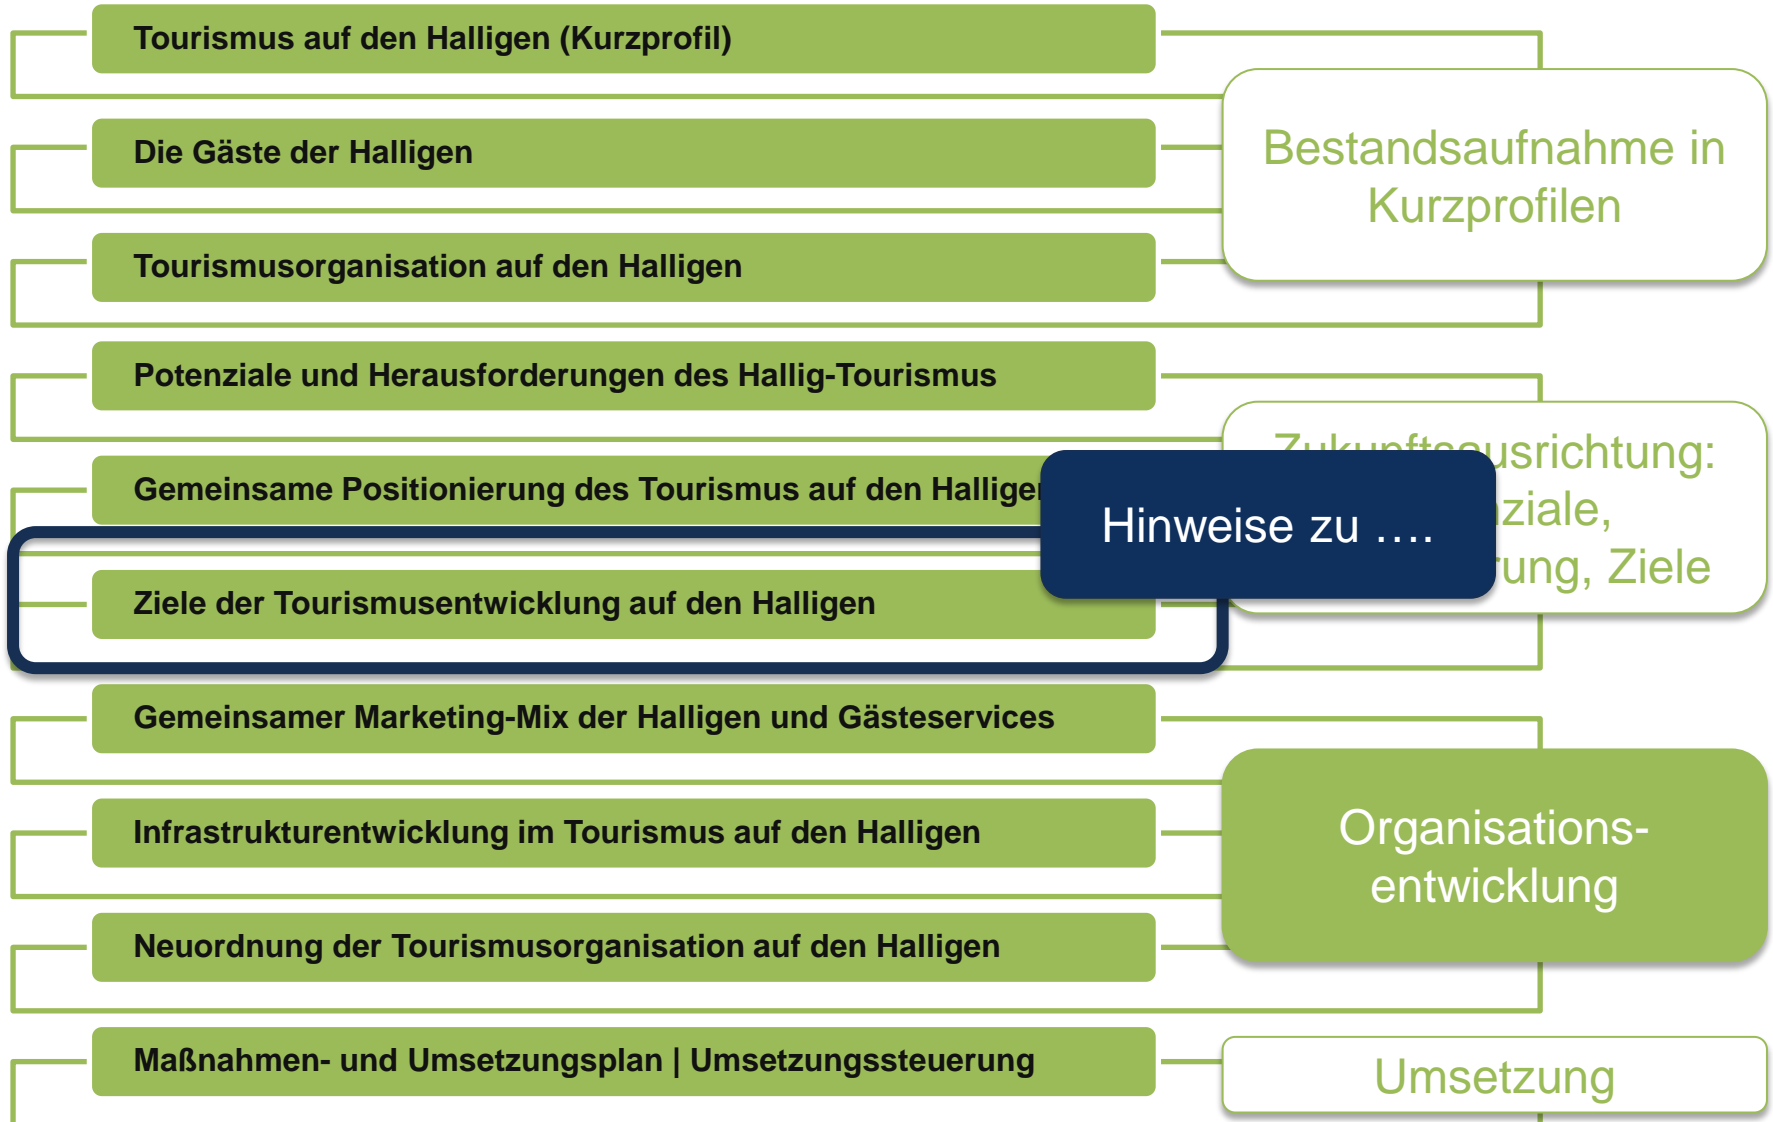 Tourismus auf den Halligen (Kurzprofil)
Die Gäste der Halligen
Bestandsaufnahme in
Kurzprofilen
Tourismusorganisation auf den Halligen
Potenziale und Herausforderungen des Hallig-Tourismus
Gemeinsame Positionierung des Tourismus auf den Halligen
Zukunftsausrichtung:
Hinweise zu ….
Ziele
Ziele der Tourismusentwicklung auf den Halligen
Gemeinsamer Marketing-Mix der Halligen und Gästeservices
Infrastrukturentwicklung im Tourismus auf den Halligen
Organisations-
entwicklung
Neuordnung der Tourismusorganisation auf den Halligen
Maßnahmen- und Umsetzungsplan | Umsetzungssteuerung
Umsetzung